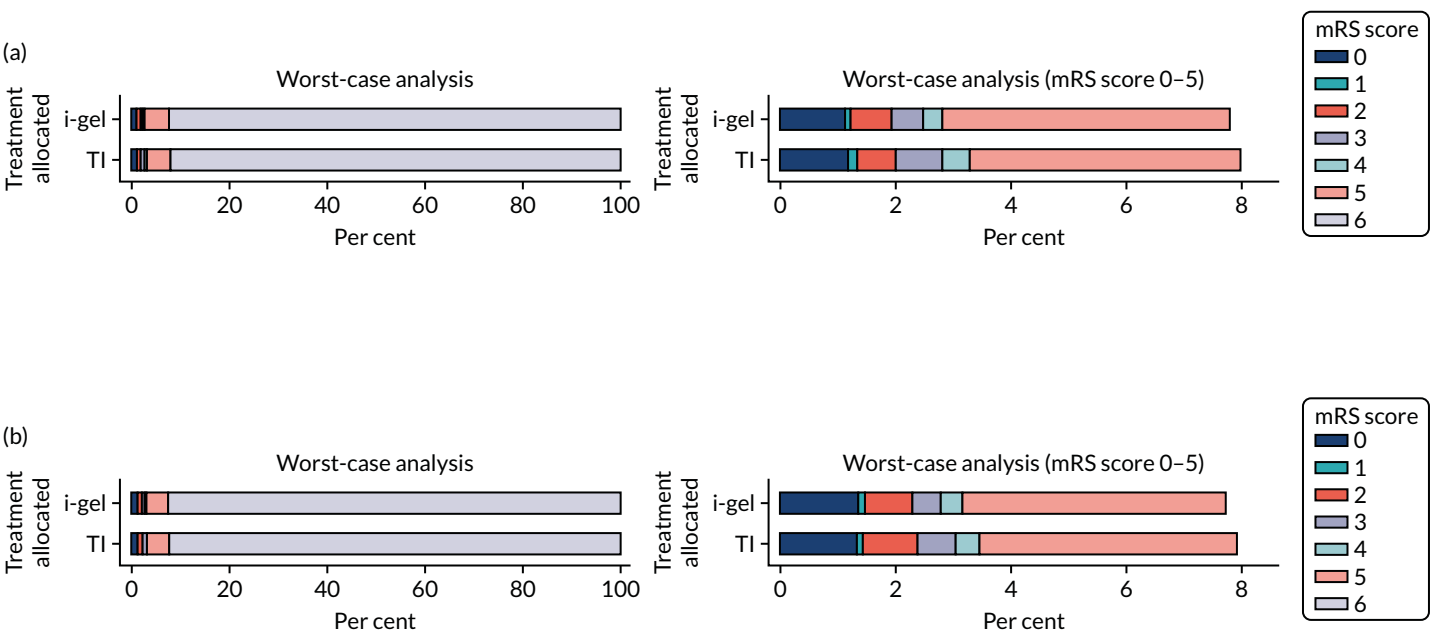 (a)
Worst-case analysis
Treatment
allocated
i-gel
TI
0 20 40 60 80 100
Per cent
Worst-case analysis (mRS score 0–5)
Treatment
allocated
i-gel
TI
0 2 4 6 8
Per cent
mRS score
0
1
2
3
4
5
6
(b)
Worst-case analysis
Treatment
allocated
i-gel
TI
0 20 40 60 80 100
Per cent
Worst-case analysis (mRS score 0–5)
Treatment
allocated
i-gel
TI
0 2 4 6 8
Per cent
mRS score
0
1
2
3
4
5
6